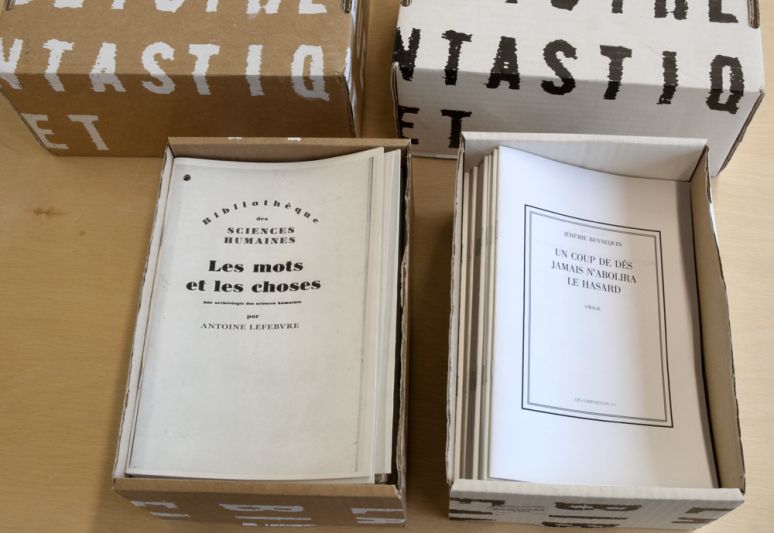 NTASTIQ
ET
NTASTIQ
ET
Bibliothèque
des
SCIENCES
HUMAINES
Les mots
et les choses
une archéologie des sciences humaines
par
ANTOINE LEFEBVRE
JÉRÉMIE BENNEQUIN
UN COUP DE DÉS
JAMAIS N'ABOLIRA
LE HASARD
OMAGE